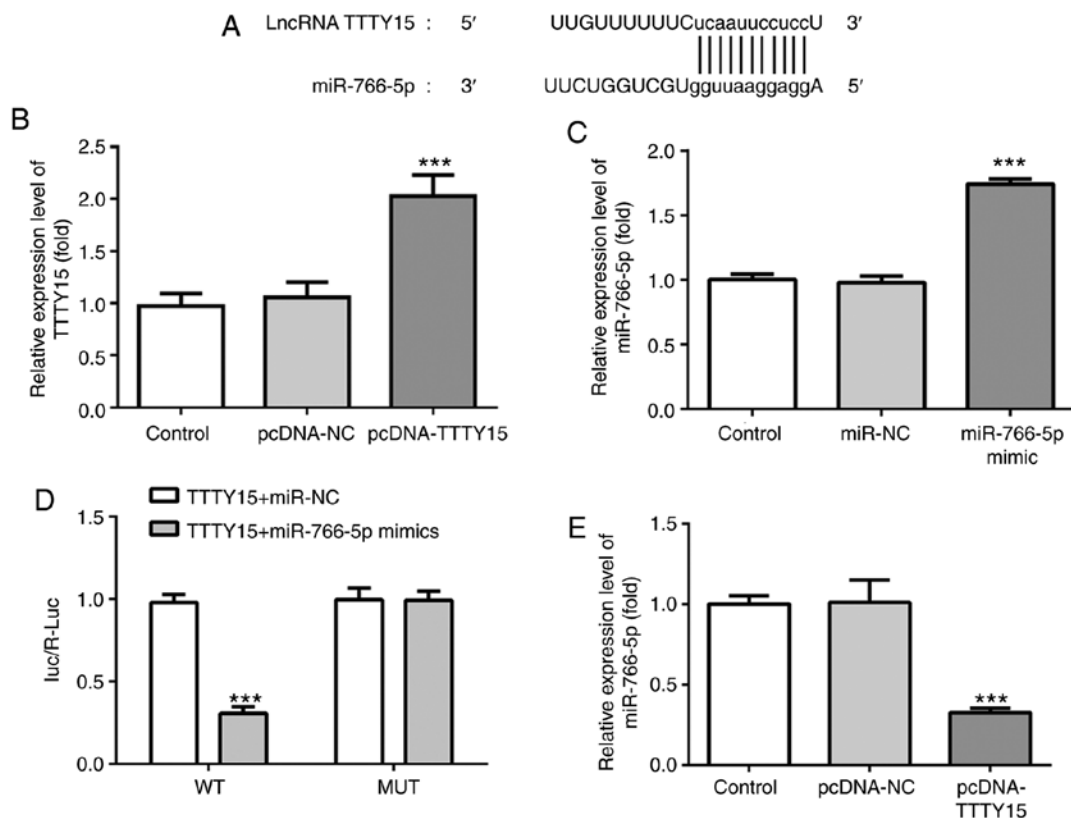 A
LncRNA TTTY15 : 5′ UUGUUUUUUCucaauuccuccU 3′
miR-766-5p : 3′ UUCUGGUCGUgguuaaggaggA 5′
B
Relative expression level of
TTTY15 (fold)
2.5
2.0
1.5
1.0
0.5
0.0
***
Control pcDNA-NC pcDNA-TTTY15
C
Relative expression level of
miR-766-5p (fold)
2.0
1.5
1.0
0.5
0.0
***
Control miR-NC miR-766-5p
mimic
D
TTTY15+miR-NC
TTTY15+miR-766-5p mimics
luc/R-Luc
1.5
1.0
0.5
0.0
***
WT MUT
E
Relative expression level of
miR-766-5p (fold)
1.5
1.0
0.5
0.0
***
Control pcDNA-NC pcDNA-
TTTY15